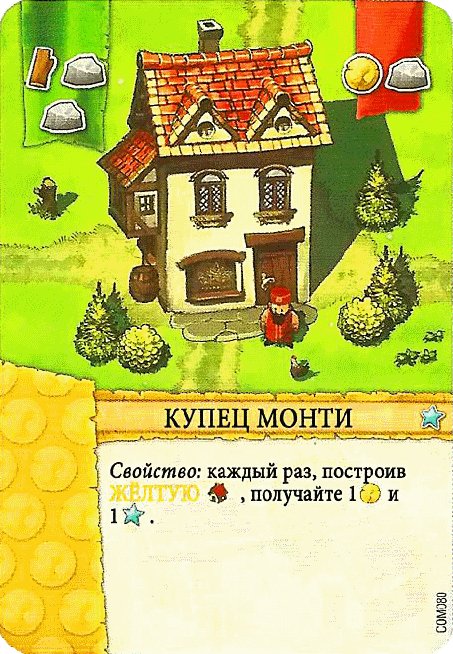 КУПЕЦ МОНТИ
Свойство: каждый раз, построив
ЖЁЛТУЮ , получайте 1 и
1 .
COM080